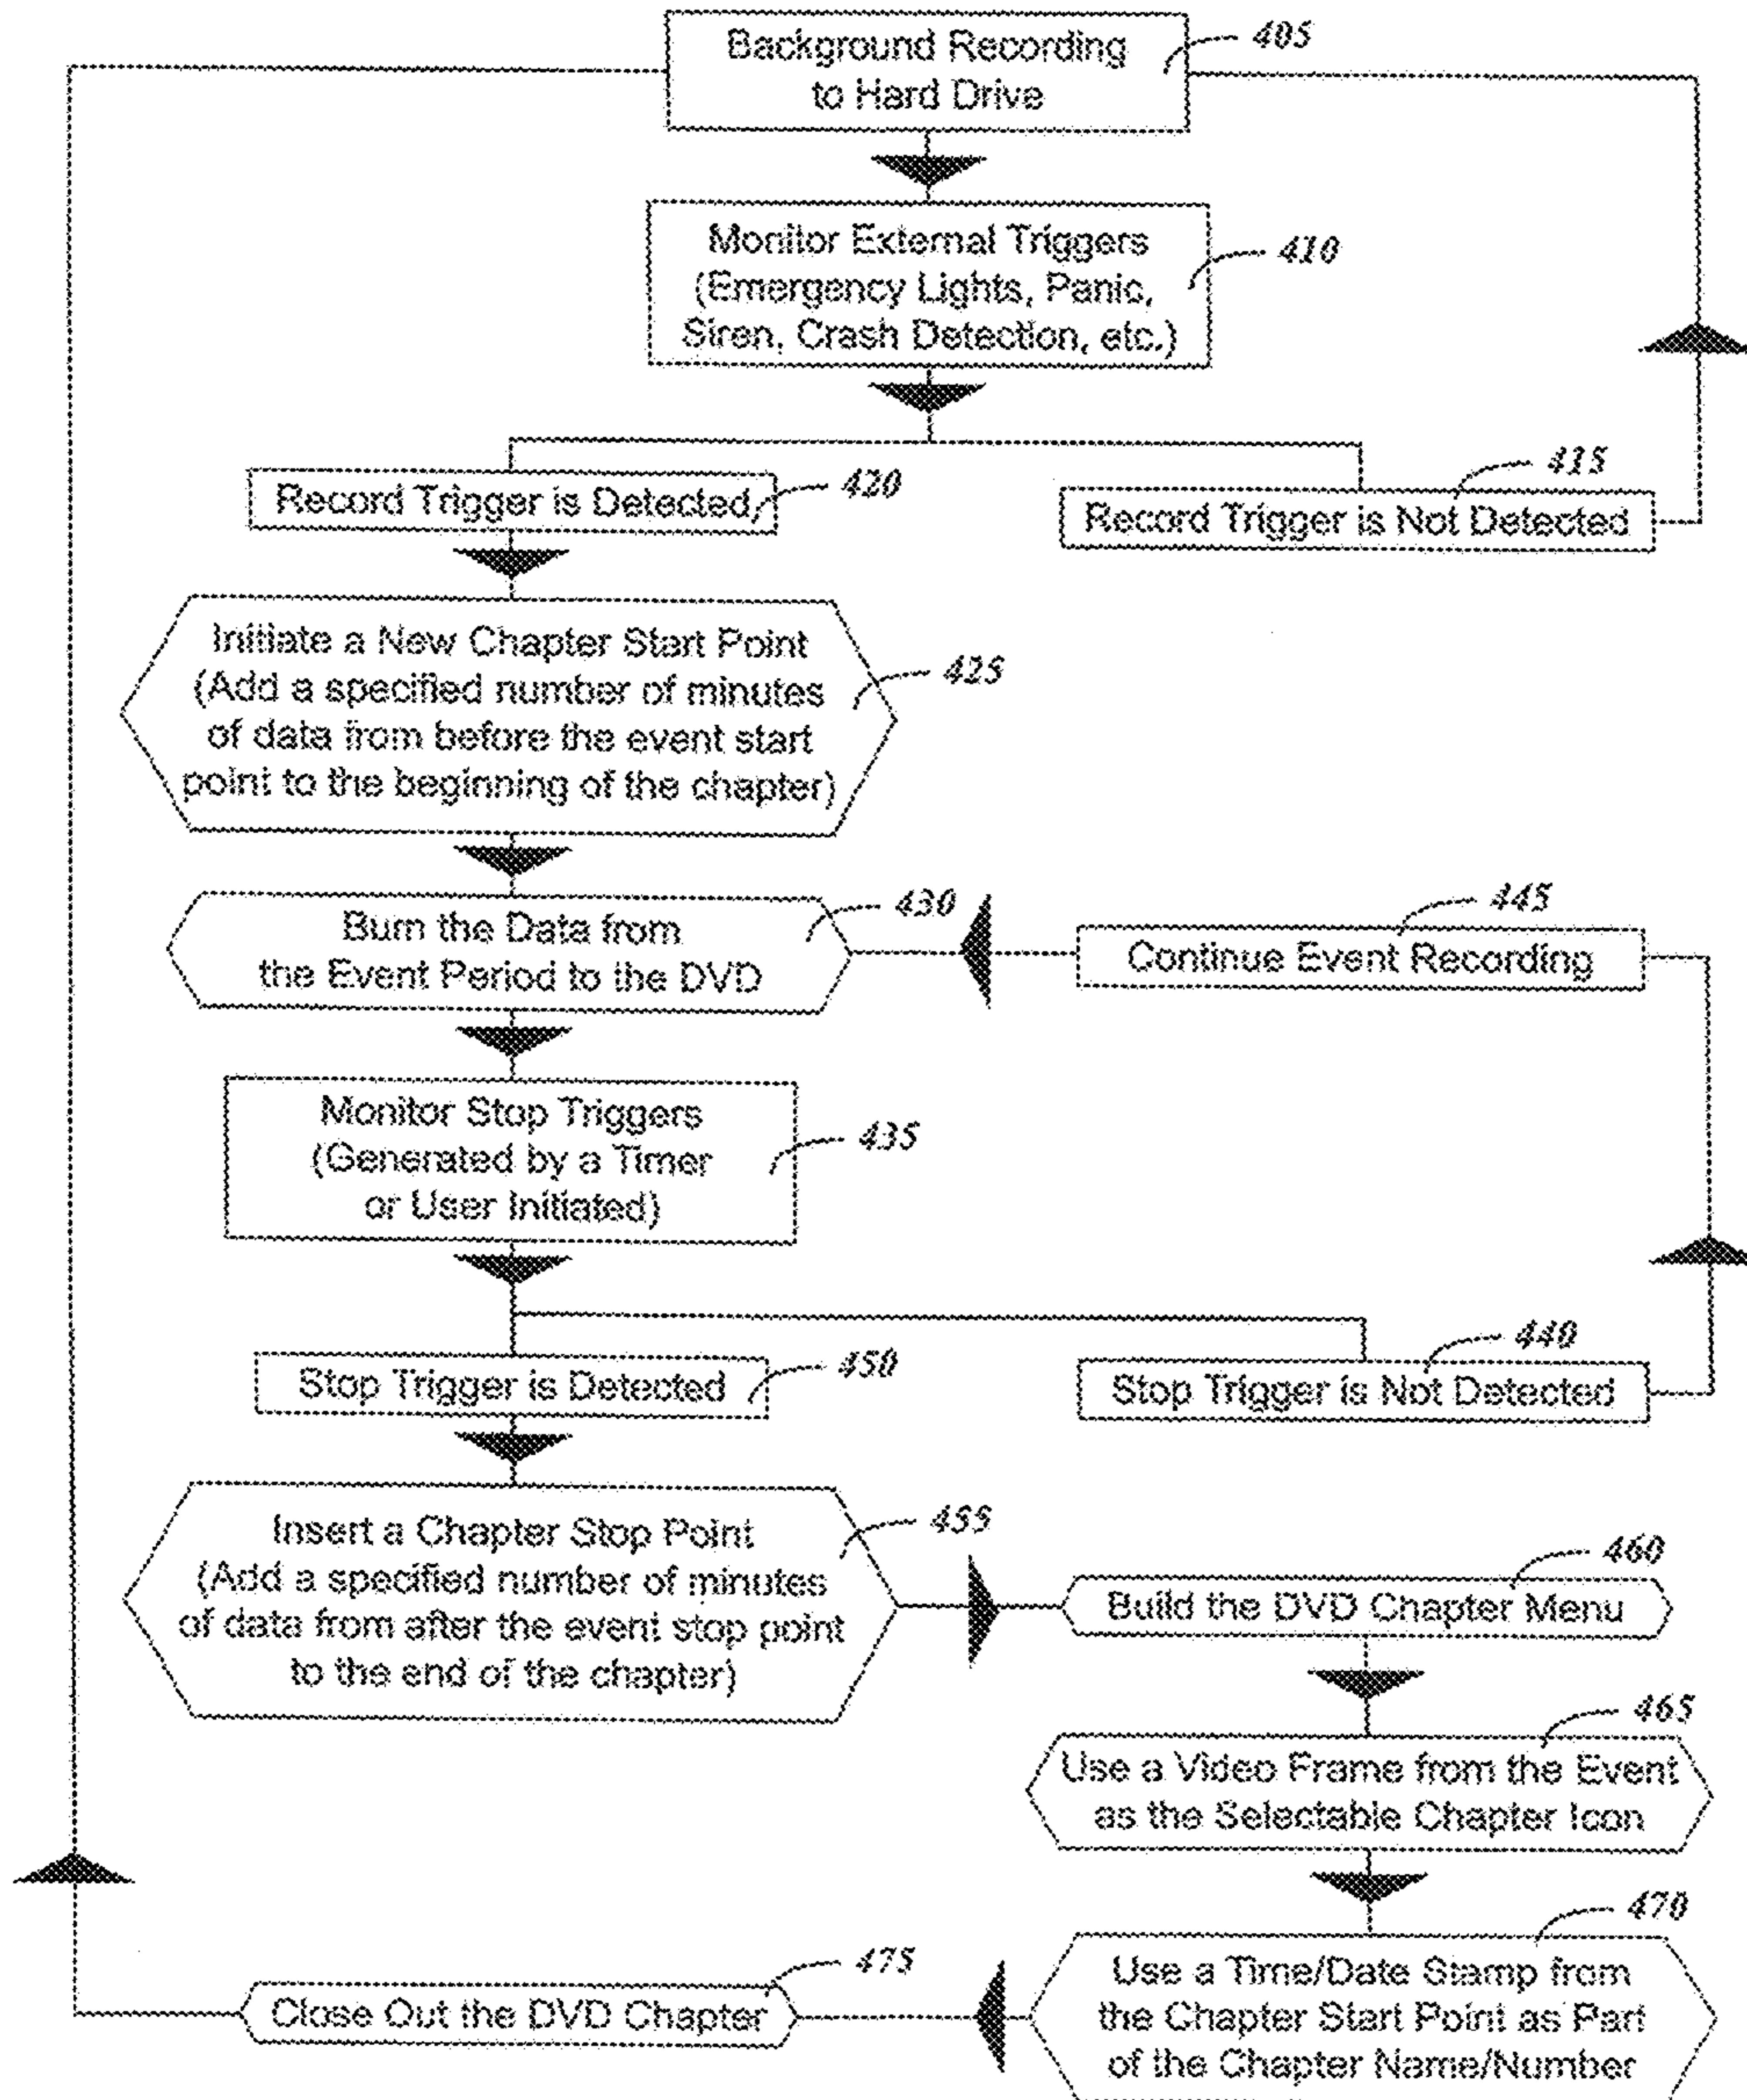 Background Recording
to Hard Drive
405
Monitor External Triggers
(Emergency Lights, Panic,
Siren, Crash Detection, etc.)
410
Record Trigger is Detected
420
Record Trigger is Not Detected
415
Initiate a New Chapter Start Point
(Add a specified number of minutes
of data from before the event start
point to the beginning of the chapter)
425
Burn the Data from
the Event Period to the DVD
430
Continue Event Recording
445
Monitor Stop Triggers
(Generated by a Timer
or User Initiated)
435
Stop Trigger is Detected
450
Stop Trigger is Not Detected
440
Insert a Chapter Stop Point
(Add a specified number of minutes
of data from after the event stop point
to the end of the chapter)
455
Build the DVD Chapter Menu
460
Use a Video Frame from the Event
as the Selectable Chapter Icon
465
Use a Time/Date Stamp from
the Chapter Start Point as Part
of the Chapter Name/Number
470
Close Out the DVD Chapter
475